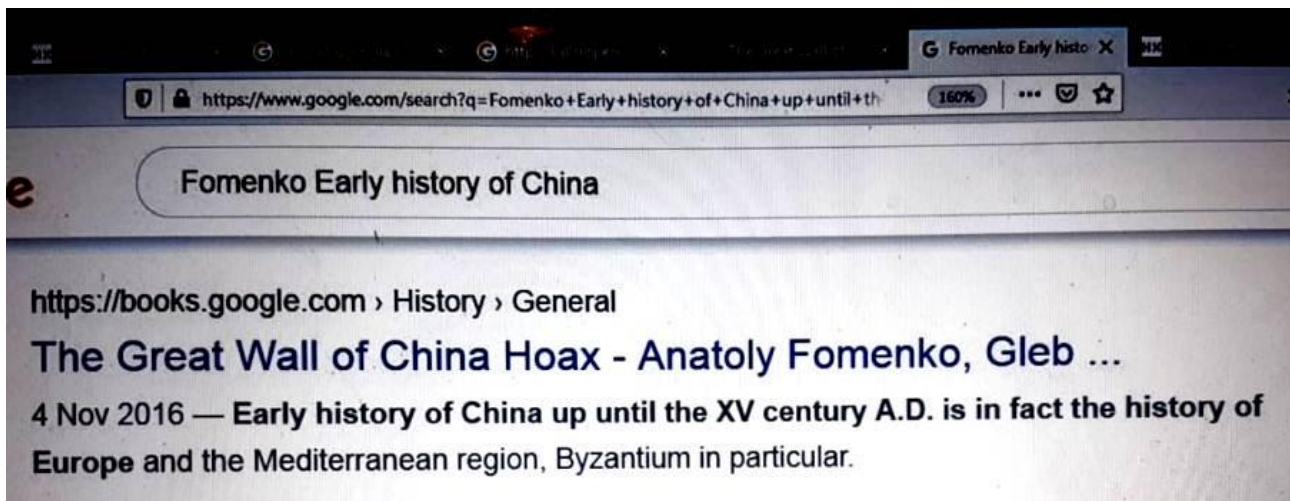 G Fomenko Early histo X
https://www.google.com/search?q=Fomenko+Early+history+of+China+up+until+th
160%
e Fomenko Early history of China
https://books.google.com › History › General
The Great Wall of China Hoax - Anatoly Fomenko, Gleb ...
4 Nov 2016 — Early history of China up until the XV century A.D. is in fact the history of
Europe and the Mediterranean region, Byzantium in particular.